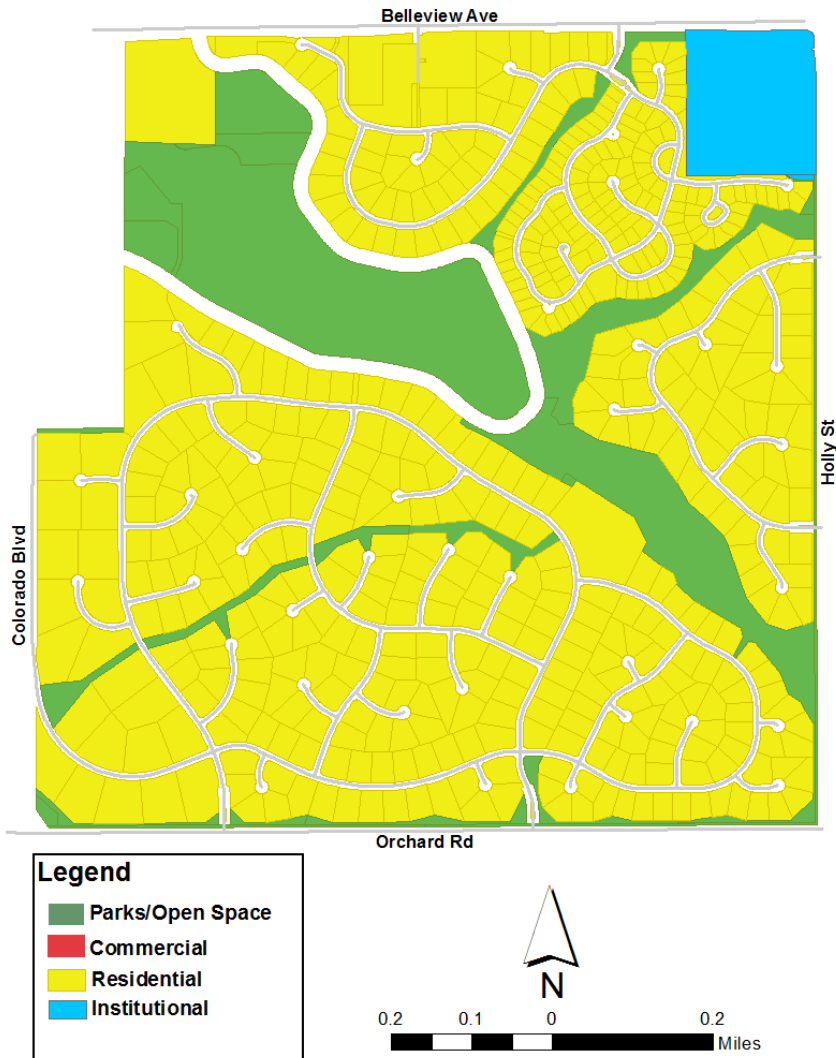 Belleview Ave
Holly St
Colorado Blvd
Orchard Rd
Legend
Parks/Open Space
Commercial
Residential
Institutional
N
0.2 0.1 0 0.2
Miles